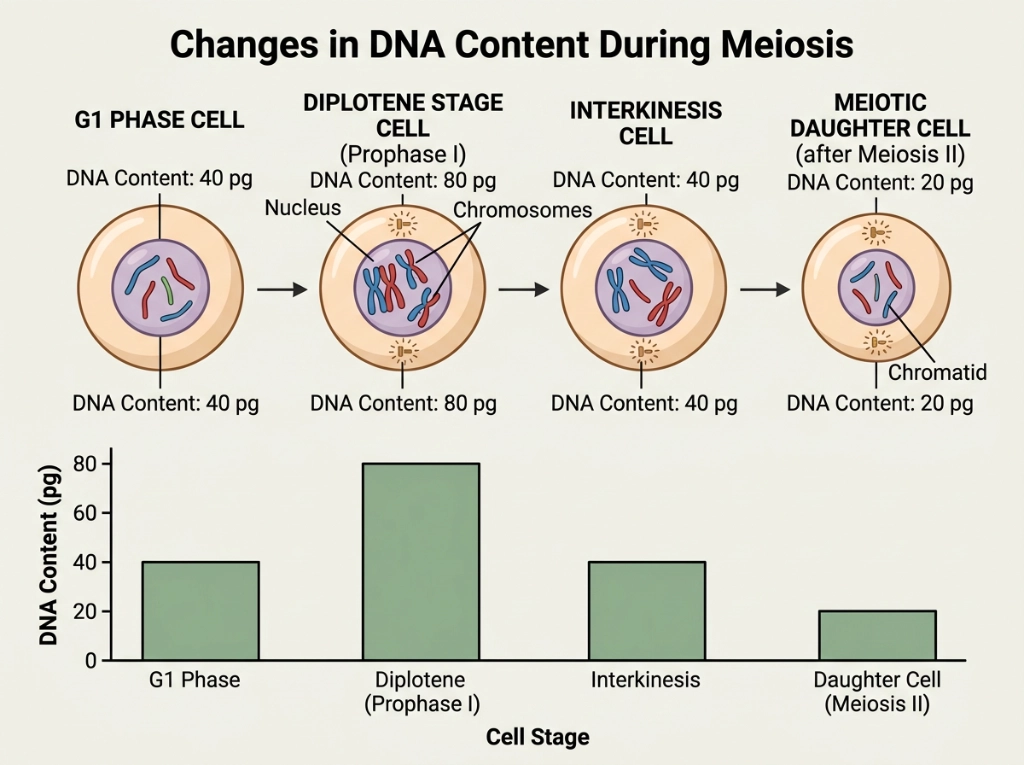 Changes in DNA Content During Meiosis
G1 PHASE CELL
DNA Content: 40 pg
DIPLOTENE STAGE
CELL
(Prophase I)
DNA Content: 80 pg
INTERKINESIS
CELL
DNA Content: 40 pg
MEIOTIC
DAUGHTER CELL
(after Meiosis II)
DNA Content: 20 pg
Nucleus
Chromosomes
Chromatid
DNA Content: 40 pg
DNA Content: 80 pg
DNA Content: 40 pg
DNA Content: 20 pg
DNA Content (pg)
80
60
40
20
0
G1 Phase
Diplotene
(Prophase I)
Interkinesis
Daughter Cell
(Meiosis II)
Cell Stage